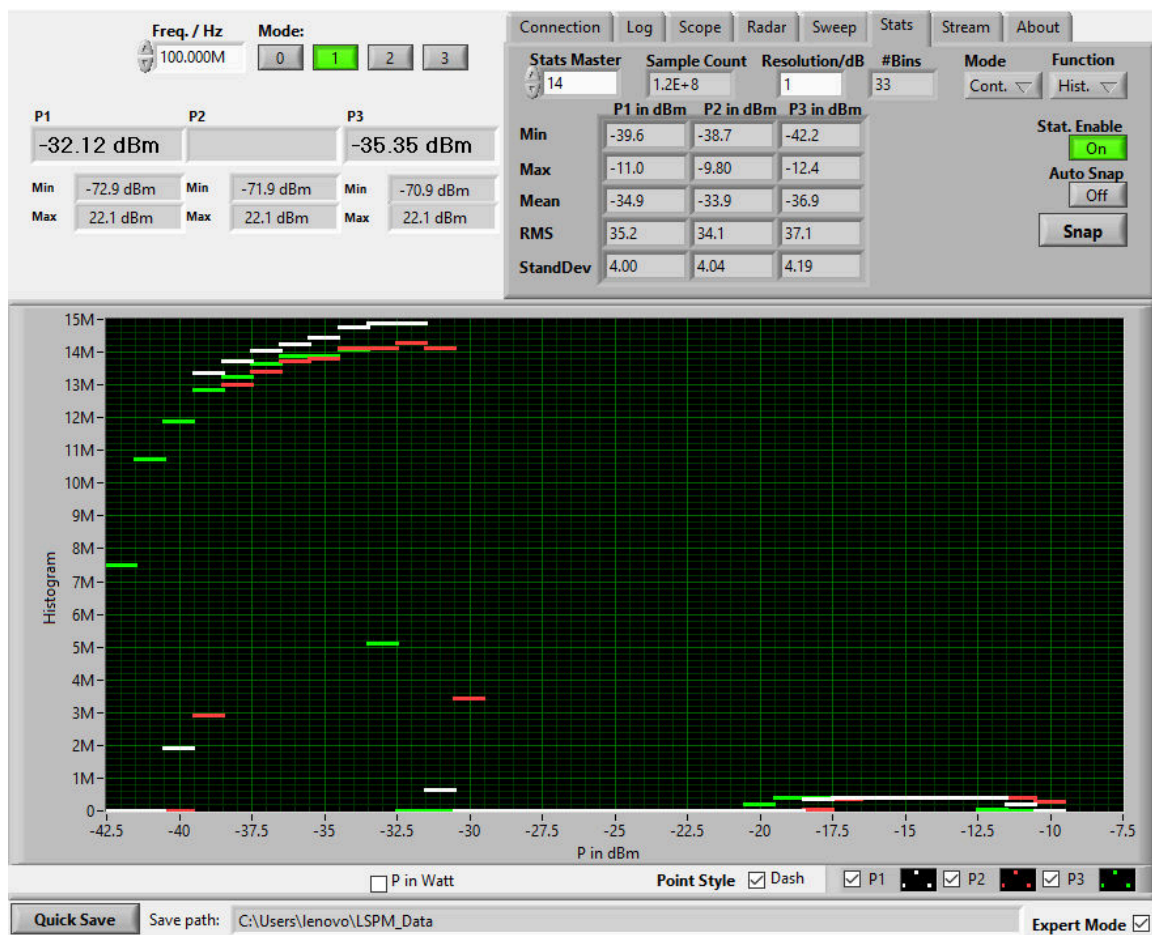 Freq. / Hz Mode:
100.000M 0 1 2 3
P1 P2 P3
-32.12 dBm -35.35 dBm
Min -72.9 dBm Min -71.9 dBm Min -70.9 dBm
Max 22.1 dBm Max 22.1 dBm Max 22.1 dBm
Connection Log Scope Radar Sweep Stats Stream About
Stats Master Sample Count Resolution/dB #Bins Mode Function
14 1.2E+8 1 33 Cont. Hist.
P1 in dBm P2 in dBm P3 in dBm
Min -39.6 -38.7 -42.2
Max -11.0 -9.80 -12.4
Mean -34.9 -33.9 -36.9
RMS 35.2 34.1 37.1
StandDev 4.00 4.04 4.19
Stat. Enable
On
Auto Snap
Off
Snap
Histogram
15M
14M
13M
12M
11M
10M
9M
8M
7M
6M
5M
4M
3M
2M
1M
0
-42.5 -40 -37.5 -35 -32.5 -30 -27.5 -25 -22.5 -20 -17.5 -15 -12.5 -10 -7.5
P in dBm
P in Watt Point Style Dash P1 P2 P3
Quick Save Save path: C:\Users\lenovo\LSPM_Data Expert Mode